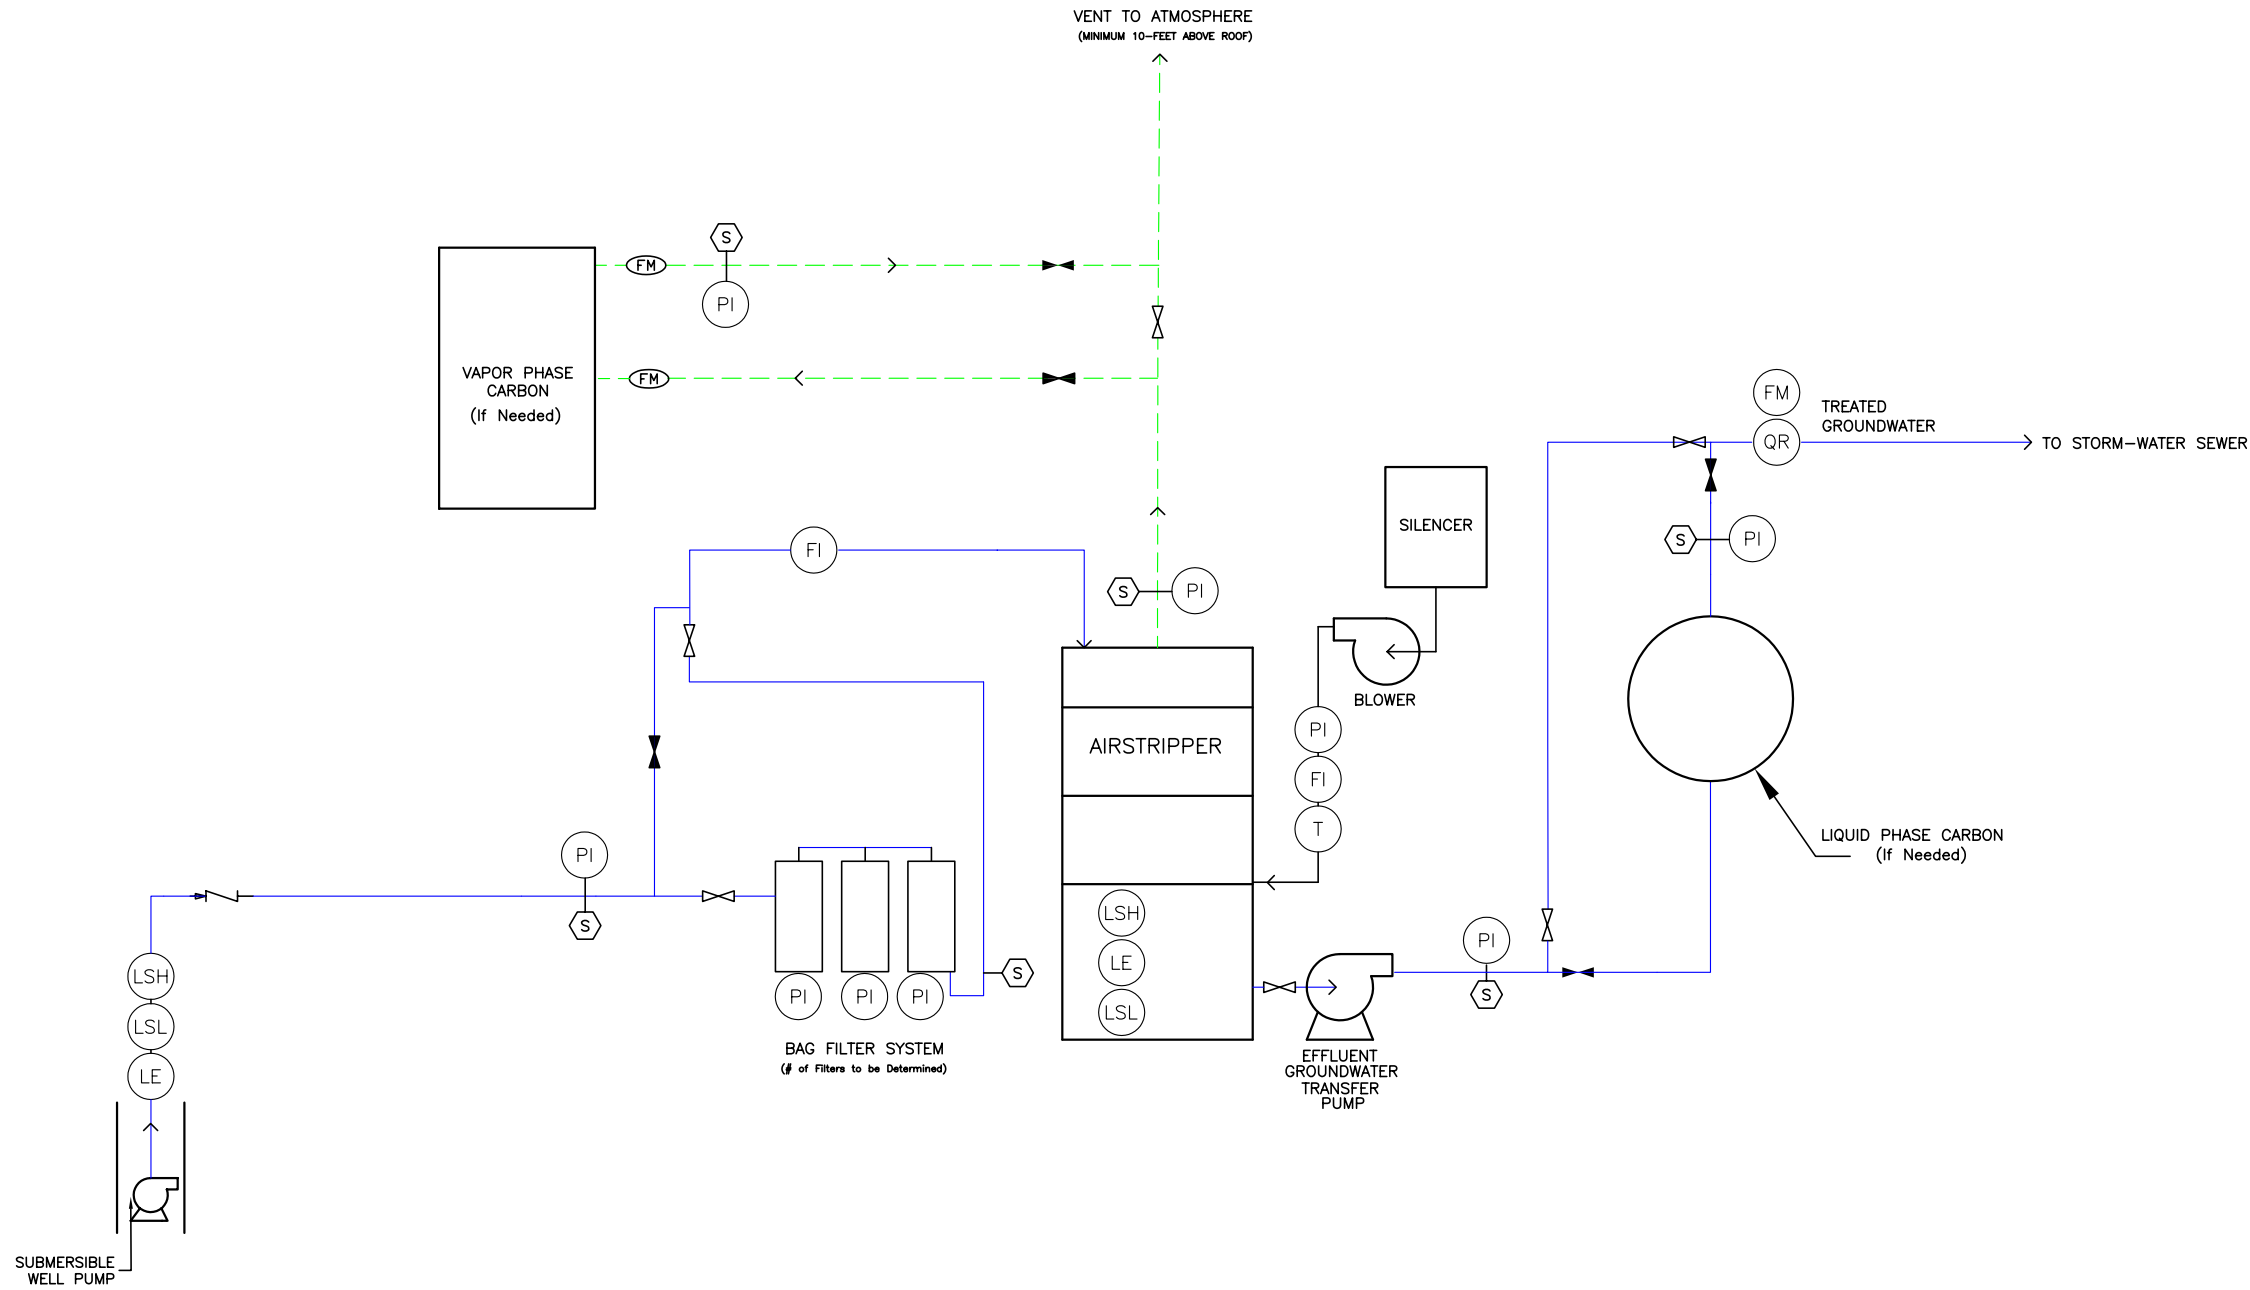 VENT TO ATMOSPHERE
(MINIMUM 10-FEET ABOVE ROOF)
S
FM
PI
VAPOR PHASE
CARBON
(If Needed)
FM
FM
TREATED
GROUNDWATER
QR
TO STORM-WATER SEWER
SILENCER
S
PI
FI
S
PI
BLOWER
PI
AIRSTRIPPER
FI
T
LIQUID PHASE CARBON
(If Needed)
PI
S
LSH
LE
LSL
PI
S
S
PI
PI
PI
BAG FILTER SYSTEM
(# of Filters to be Determined)
EFFLUENT
GROUNDWATER
TRANSFER
PUMP
LSH
LSL
LE
SUBMERSIBLE
WELL PUMP